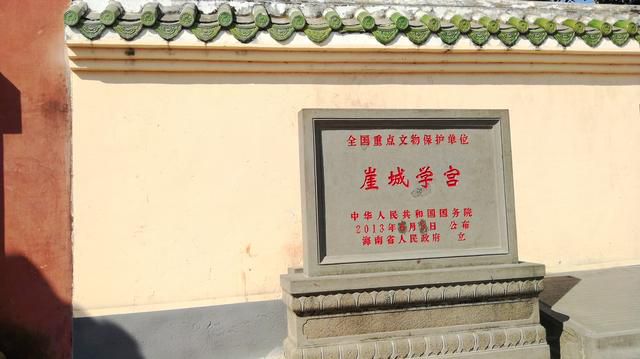 全国重点文物保护单位
崖城学宫
中华人民共和国国务院
2013年 月 日 公布
海南省人民政府 立